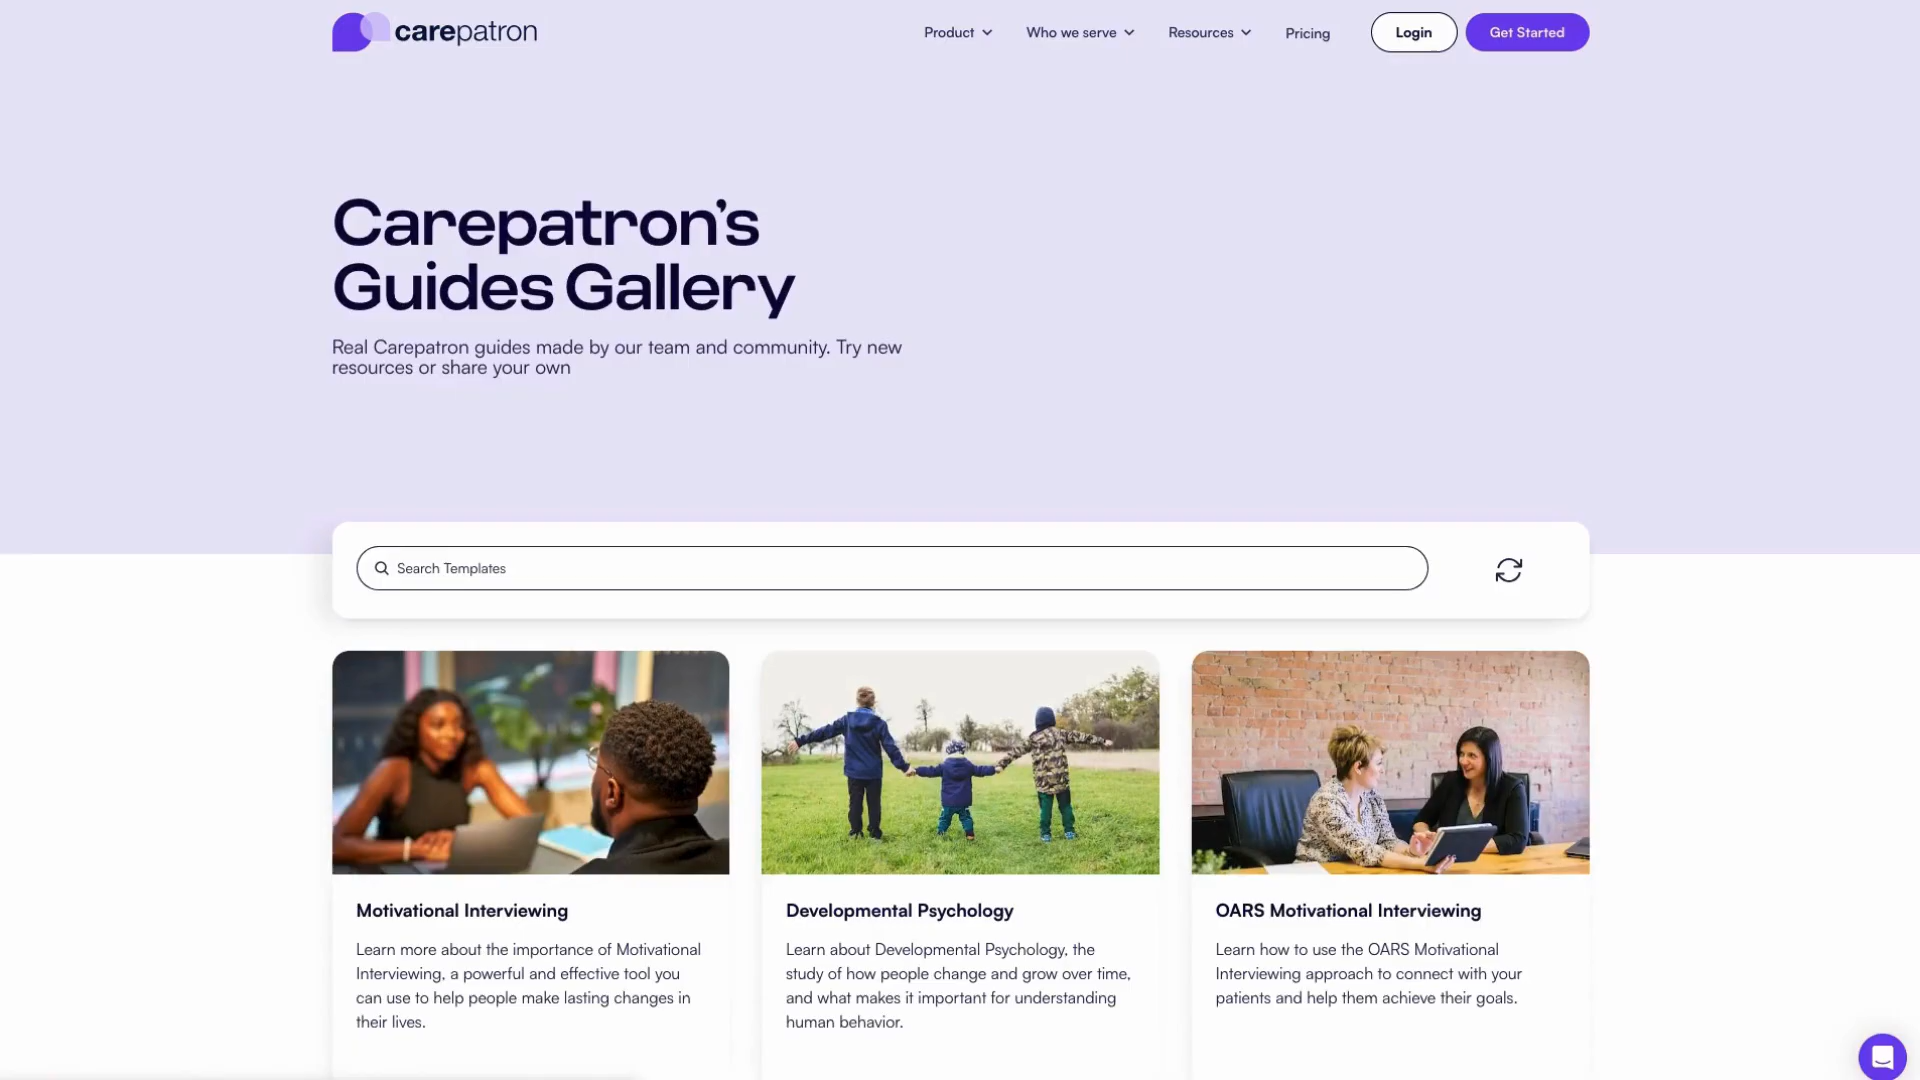 carepatron
Product
Who we serve
Resources
Pricing
Login
Get Started
Carepatron's
Guides Gallery
Real Carepatron guides made by our team and community. Try new
resources or share your own
Search Templates
Motivational Interviewing
Learn more about the importance of Motivational
Interviewing, a powerful and effective tool you
can use to help people make lasting changes in
their lives.
Developmental Psychology
Learn about Developmental Psychology, the
study of how people change and grow over time,
and what makes it important for understanding
human behavior.
OARS Motivational Interviewing
Learn how to use the OARS Motivational
Interviewing approach to connect with your
patients and help them achieve their goals.